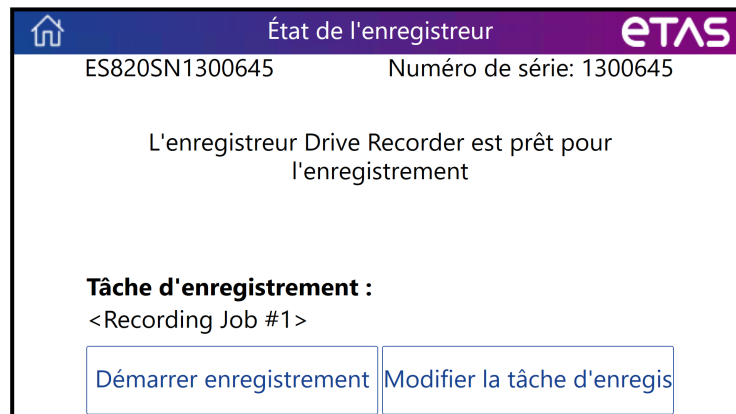 État de l'enregistreur
eTAS
ES820SN1300645
Numéro de série: 1300645
L'enregistreur Drive Recorder est prêt pour
l'enregistrement
Tâche d'enregistrement :
<Recording Job #1>
Démarrer enregistrement
Modifier la tâche d'enregis